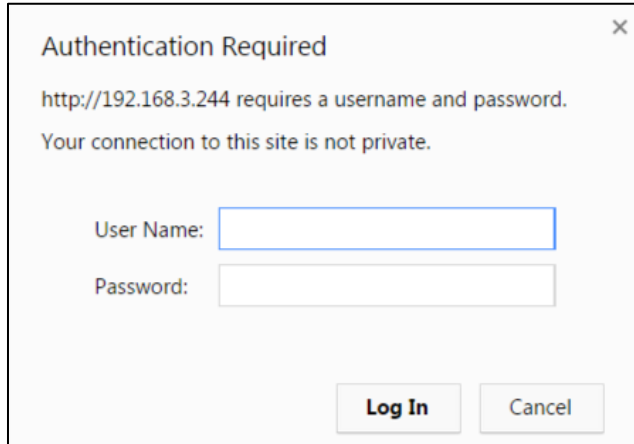 Authentication Required
http://192.168.3.244 requires a username and password.
Your connection to this site is not private.
User Name:
Password:
Log In Cancel